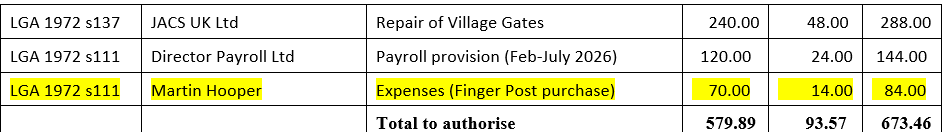 LGA 1972 s137 JACS UK Ltd Repair of Village Gates 240.00 48.00 288.00
LGA 1972 s111 Director Payroll Ltd Payroll provision (Feb-July 2026) 120.00 24.00 144.00
LGA 1972 s111 Martin Hooper Expenses (Finger Post purchase) 70.00 14.00 84.00
Total to authorise 579.89 93.57 673.46